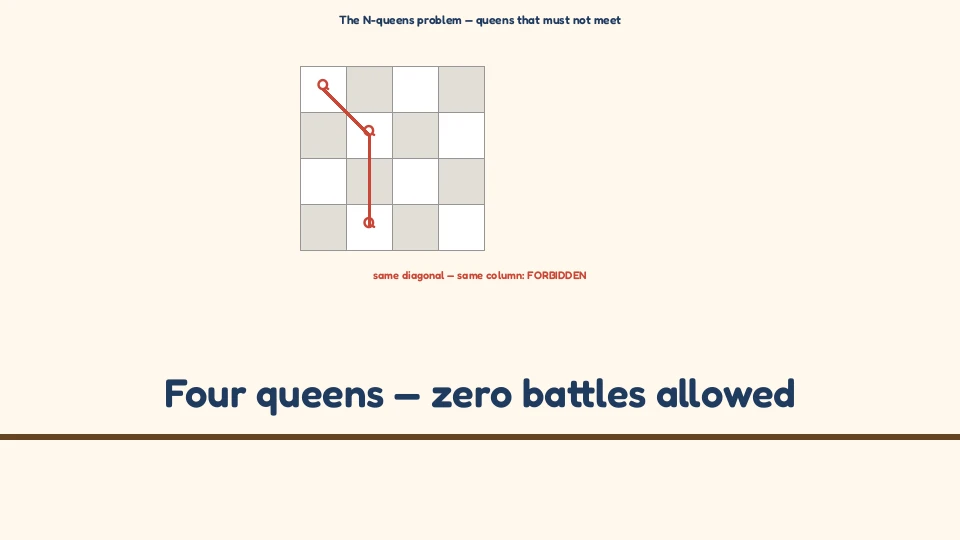 The N-queens problem — queens that must not meet
Q
Q
Q
same diagonal — same column: FORBIDDEN
Four queens — zero battles allowed